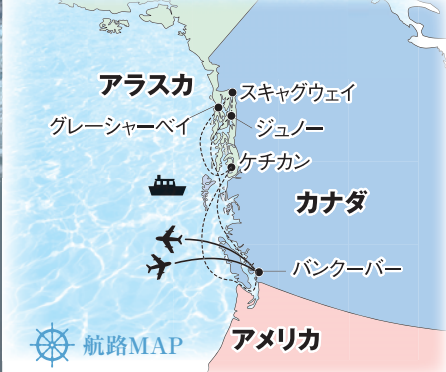 アラスカ
スキャグウェイ
グレーシャーベイ
ジュノー
ケチカン
カナダ
バンクーバー
アメリカ
航路MAP